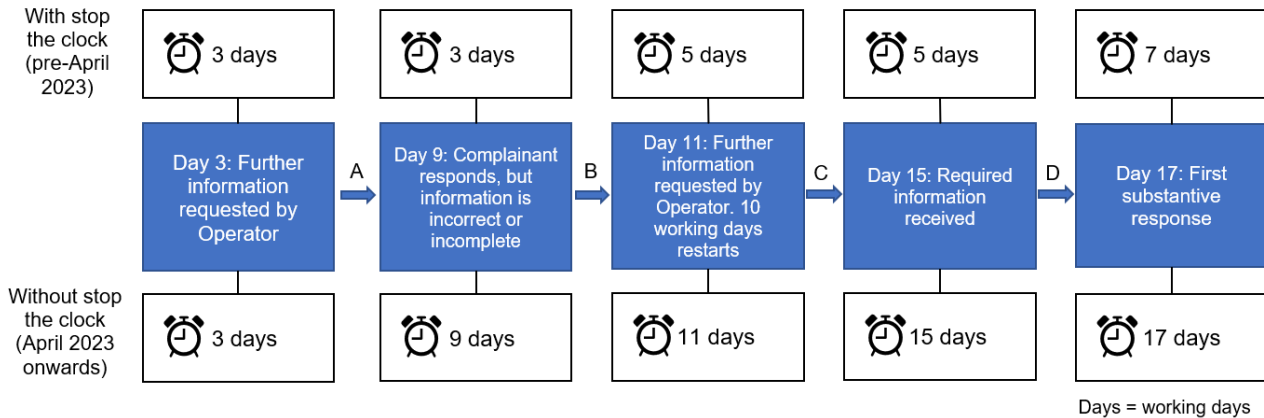 With stop
the clock
(pre-April
2023)
3 days
3 days
5 days
5 days
7 days
Day 3: Further
information
requested by
Operator
A
Day 9: Complainant
responds, but
information is
incorrect or
incomplete
B
Day 11: Further
information
requested by
Operator. 10
working days
restarts
C
Day 15: Required
information
received
D
Day 17: First
substantive
response
Without stop
the clock
(April 2023
onwards)
3 days
9 days
11 days
15 days
17 days
Days = working days